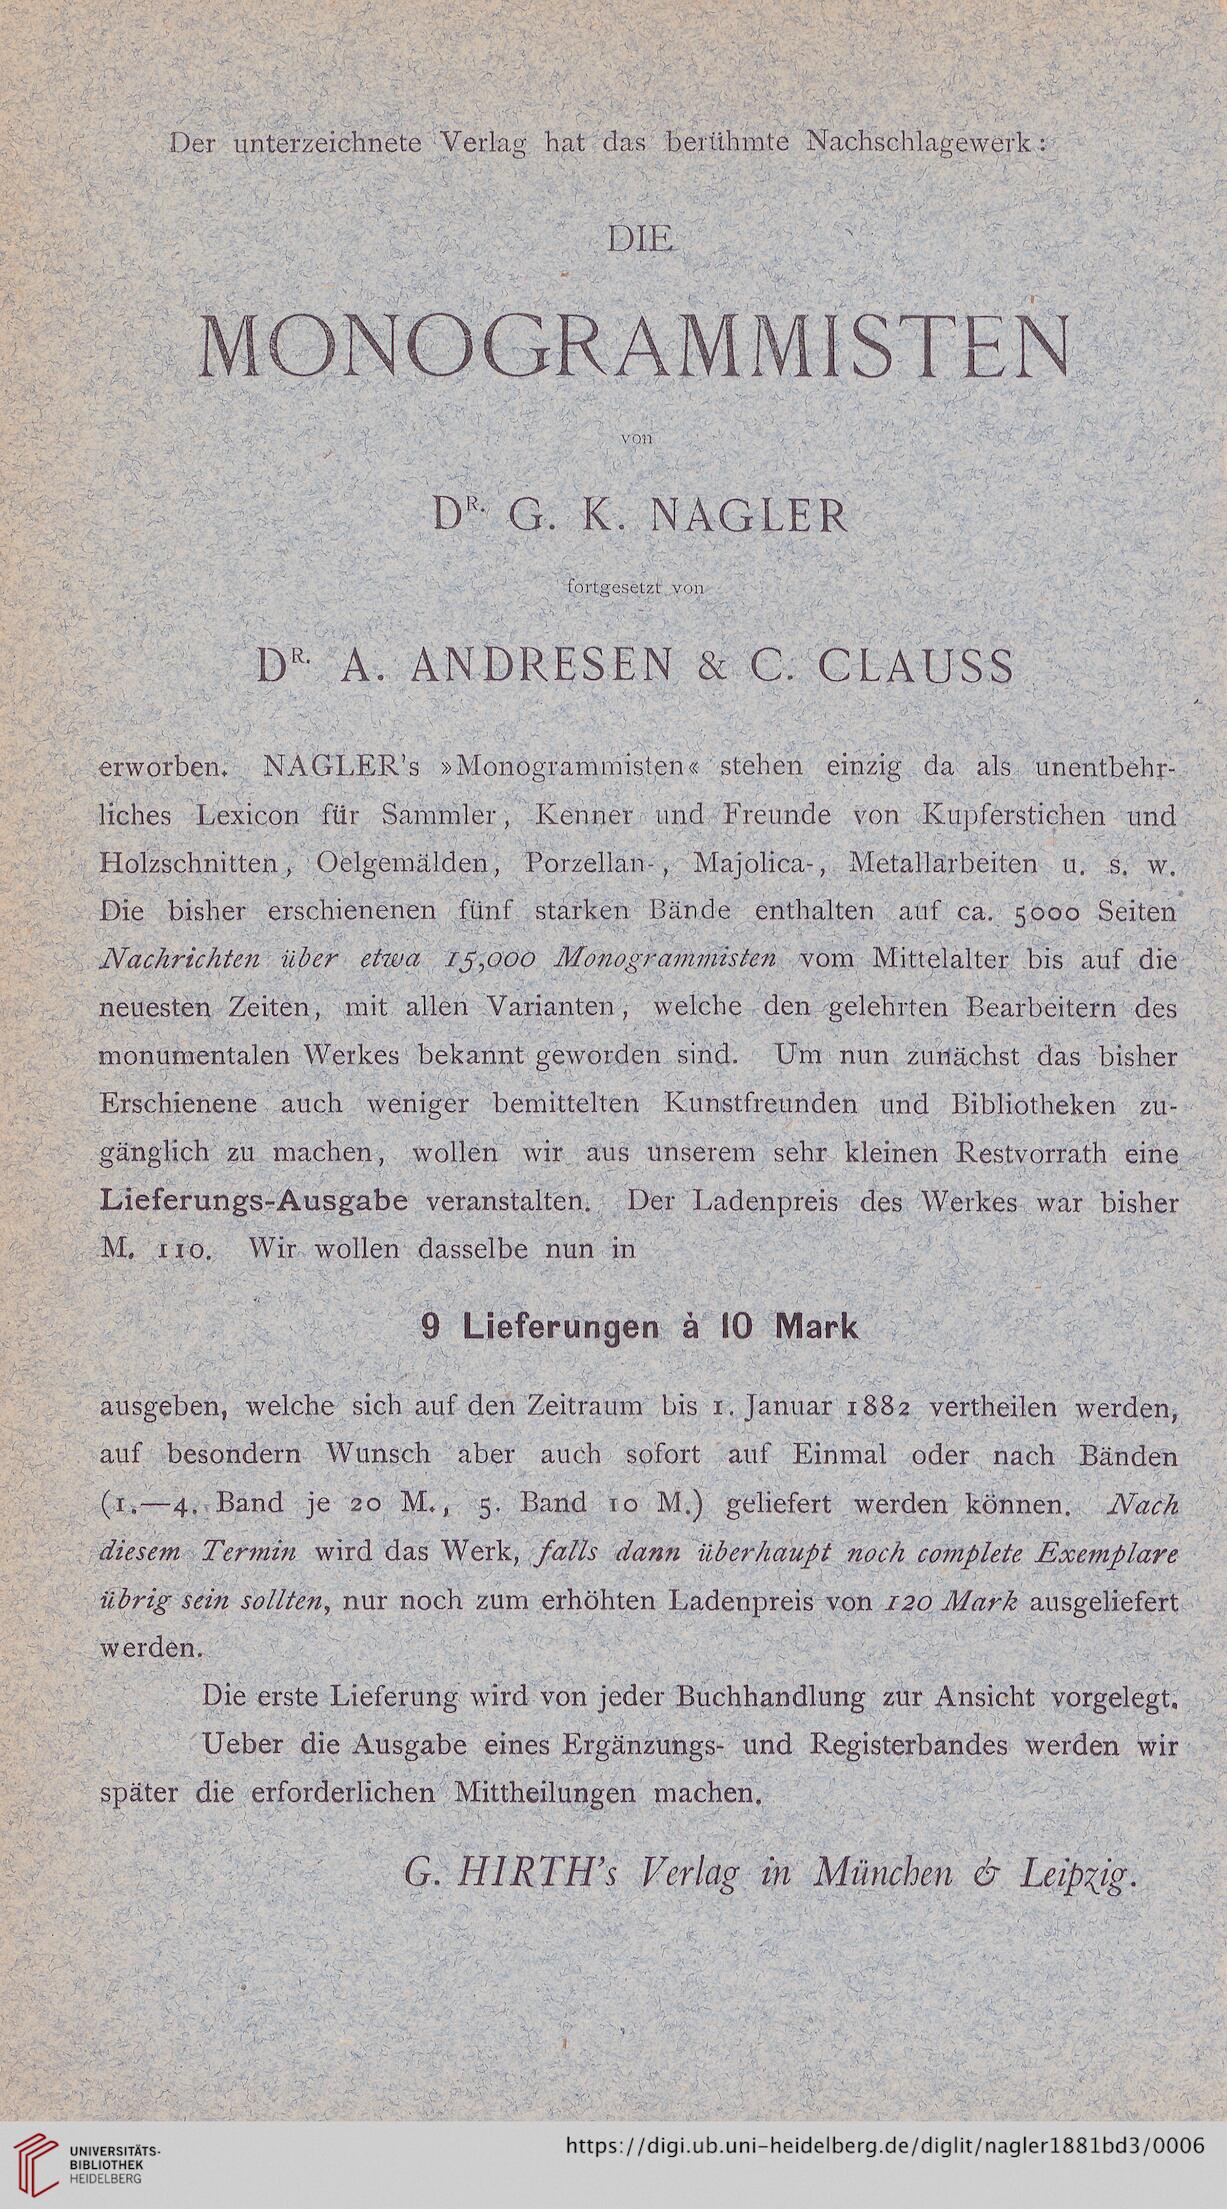 Der unterzeichnete Verlag hat das berühmte Nachschlagewerk:
DIE
MONOGRAMMISTEN
von
DR. G. K. NAGLER
fortgesetzt von
DR. A. ANDRESEN & C. CLAUSS
erworben. NAGLER's »Monogrammisten« stehen einzig da als unentbehr-
liches Lexicon für Sammler, Kenner und Freunde von Kupferstichen und
Holzschnitten, Oelgemälden, Porzellan-, Majolica-, Metallarbeiten u. s. w.
Die bisher erschienenen fünf starken Bände enthalten auf ca. 5000 Seiten
Nachrichten über etwa 15,000 Monogrammisten vom Mittelalter bis auf die
neuesten Zeiten, mit allen Varianten, welche den gelehrten Bearbeitern des
monumentalen Werkes bekannt geworden sind. Um nun zunächst das bisher
Erschienene auch weniger bemittelten Kunstfreunden und Bibliotheken zu-
gänglich zu machen, wollen wir aus unserem sehr kleinen Restvorrath eine
Lieferungs-Ausgabe veranstalten. Der Ladenpreis des Werkes war bisher
M. 110. Wir wollen dasselbe nun in
9 Lieferungen à 10 Mark
ausgeben, welche sich auf den Zeitraum bis 1. Januar 1882 vertheilen werden,
auf besondern Wunsch aber auch sofort auf Einmal oder nach Bänden
(1.—4. Band je 20 M., 5. Band 10 M.) geliefert werden können. Nach
diesem Termin wird das Werk, falls dann überhaupt noch complete Exemplare
übrig sein sollten, nur noch zum erhöhten Ladenpreis von 120 Mark ausgeliefert
werden.
Die erste Lieferung wird von jeder Buchhandlung zur Ansicht vorgelegt.
Ueber die Ausgabe eines Ergänzungs- und Registerbandes werden wir
später die erforderlichen Mittheilungen machen.
G. HIRTH's Verlag in München & Leipzig.
UNIVERSITÄTS-
BIBLIOTHEK
HEIDELBERG
https://digi.ub.uni-heidelberg.de/diglit/nagler1881bd3/0006